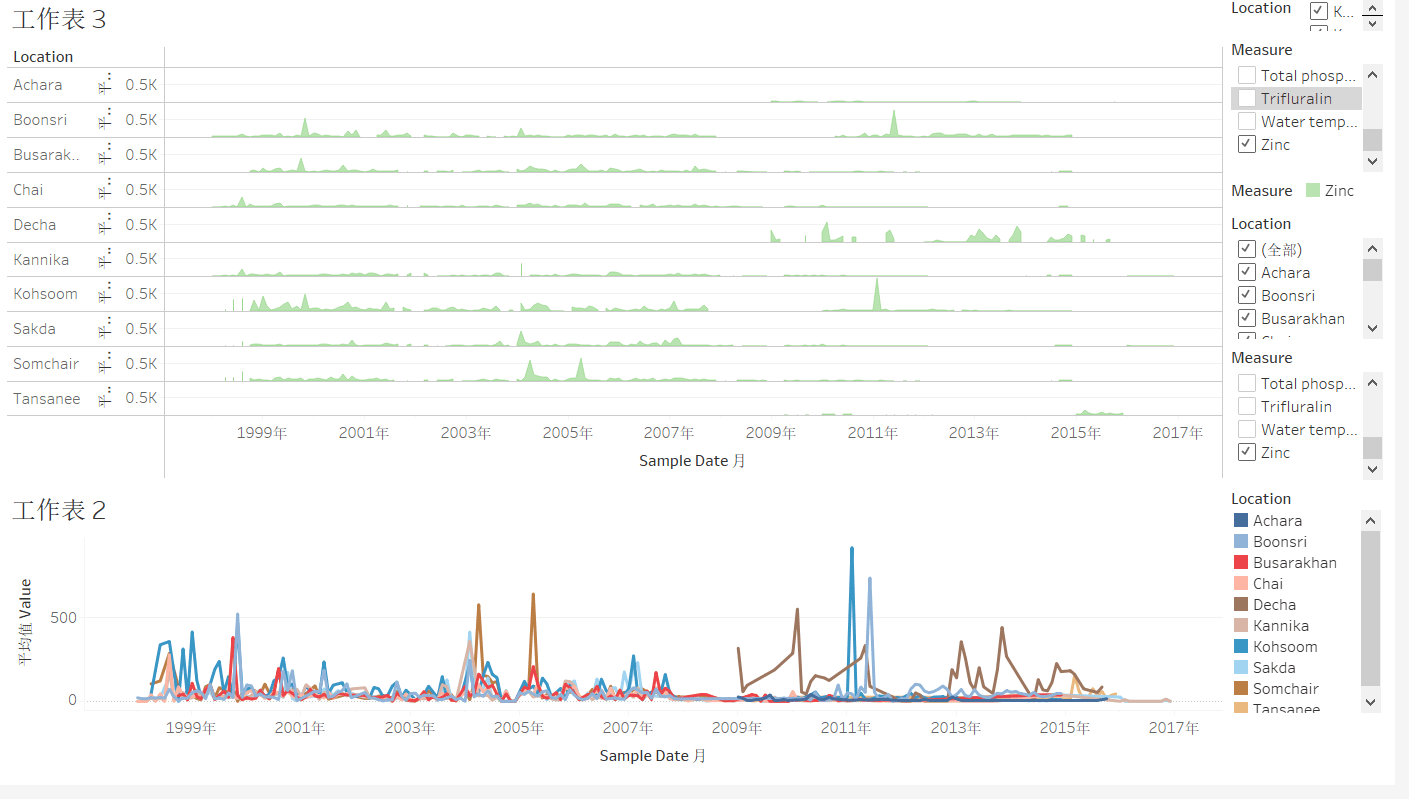 工作表 3
Location
Achara 0.5K
Boonsri 0.5K
Busarak.. 0.5K
Chai 0.5K
Decha 0.5K
Kannika 0.5K
Kohsoom 0.5K
Sakda 0.5K
Somchair 0.5K
Tansanee 0.5K
1999年 2001年 2003年 2005年 2007年 2009年 2011年 2013年 2015年 2017年
Sample Date 月
Location
K...
Measure
Total phosp...
Trifluralin
Water temp...
Zinc
Measure
Zinc
Location
(全部)
Achara
Boonsri
Busarakhan
Measure
Total phosp...
Trifluralin
Water temp...
Zinc
工作表 2
平均值 Value
500
0
1999年 2001年 2003年 2005年 2007年 2009年 2011年 2013年 2015年 2017年
Sample Date 月
Location
Achara
Boonsri
Busarakhan
Chai
Decha
Kannika
Kohsoom
Sakda
Somchair
Tansanee